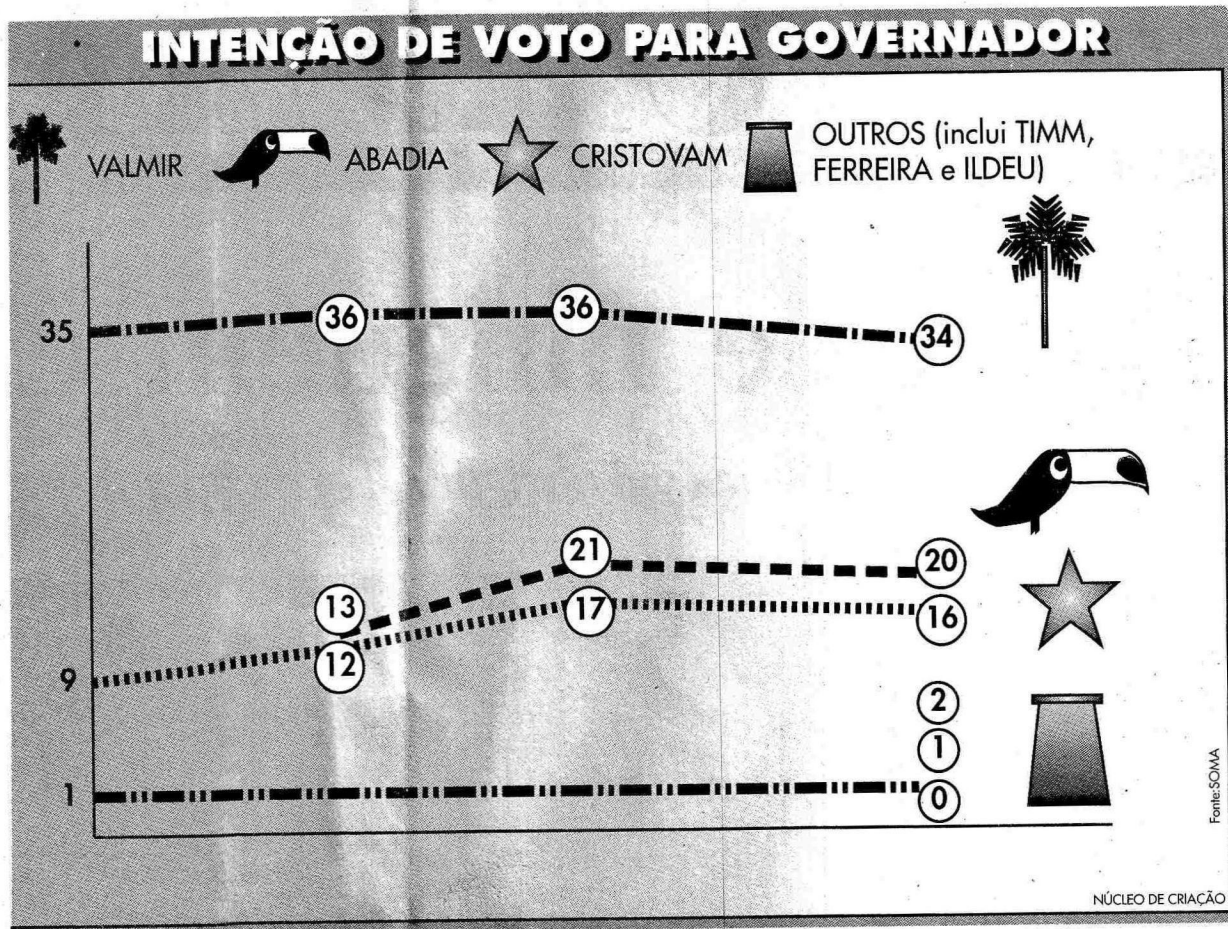 INTENÇÃO DE VOTO PARA GOVERNADOR
VALMIR
ABADIA
CRISTOVAM
OUTROS (inclui TIMM,
FERREIRA e ILDEU)
35
36
36
34
13
21
20
9
12
17
16
2
1
1
0
Fonte:SOMA
NÚCLEO DE CRIAÇÃO